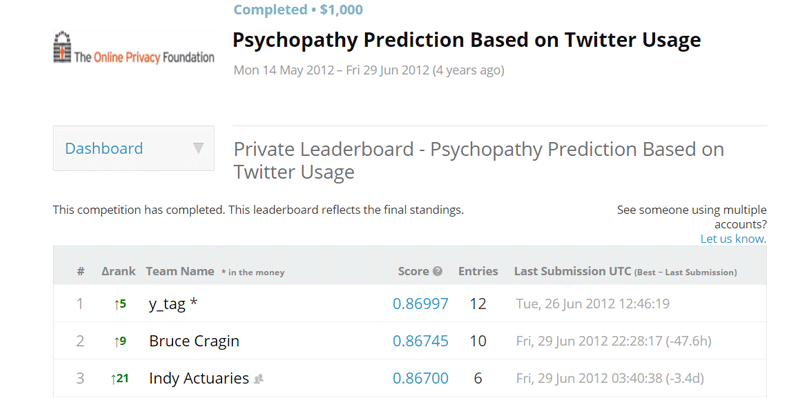 Completed • $1,000
The Online Privacy Foundation
Psychopathy Prediction Based on Twitter Usage
Mon 14 May 2012 – Fri 29 Jun 2012 (4 years ago)
Dashboard ▼
Private Leaderboard - Psychopathy Prediction Based on
Twitter Usage
This competition has completed. This leaderboard reflects the final standings.
See someone using multiple
accounts?
Let us know.
# Δrank Team Name * in the money Score Entries Last Submission UTC (Best − Last Submission)
1 ↑5 y_tag * 0.86997 12 Tue, 26 Jun 2012 12:46:19
2 ↑9 Bruce Cragin 0.86745 10 Fri, 29 Jun 2012 22:28:17 (-47.6h)
3 ↑21 Indy Actuaries 0.86700 6 Fri, 29 Jun 2012 03:40:38 (-3.4d)